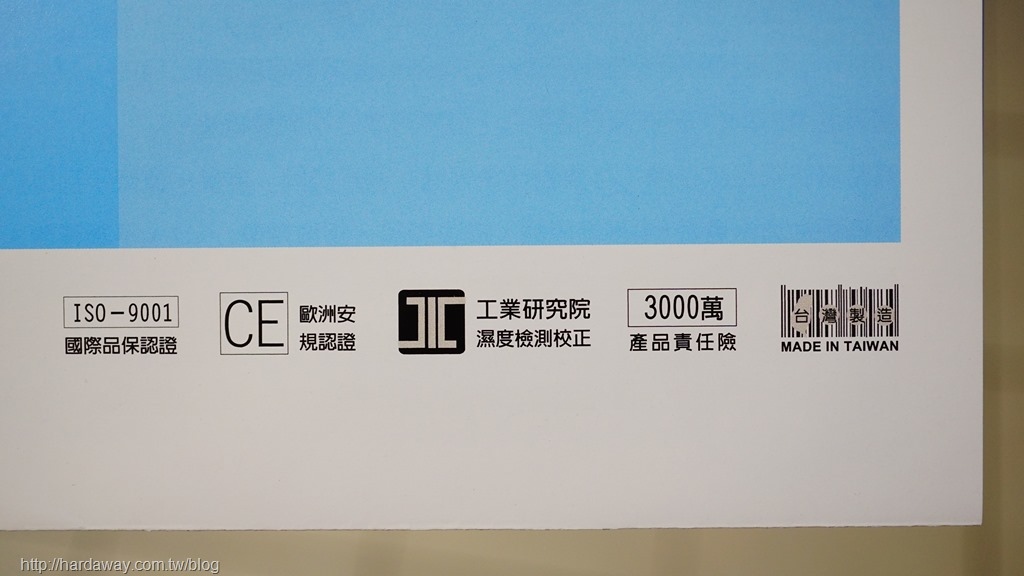 ISO-9001
國際品保認證
CE
歐洲安
規認證
工業研究院
濕度檢測校正
3000萬
產品責任險
台灣製造
MADE IN TAIWAN
http://hardaway.com.tw/blog